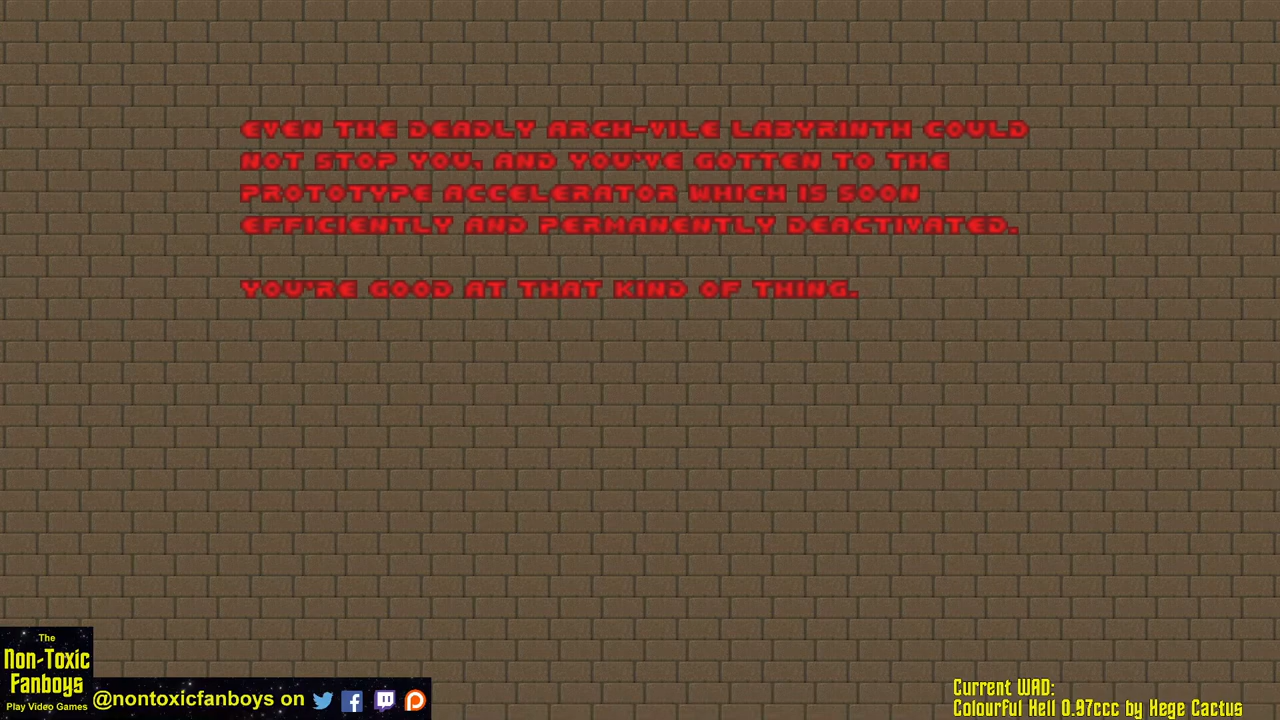 EVEN THE DEADLY ARCH-VILE LABYRINTH COULD
NOT STOP YOU, AND YOU'VE GOTTEN TO THE
PROTOTYPE ACCELERATOR WHICH IS SOON
EFFICIENTLY AND PERMANENTLY DEACTIVATED.
YOU'RE GOOD AT THAT KIND OF THING.
The
Non-Toxic
Fanboys
Play Video Games
@nontoxicfanboys on
Current WAD:
Colourful Hell 0.97ccc by Hege Cactus